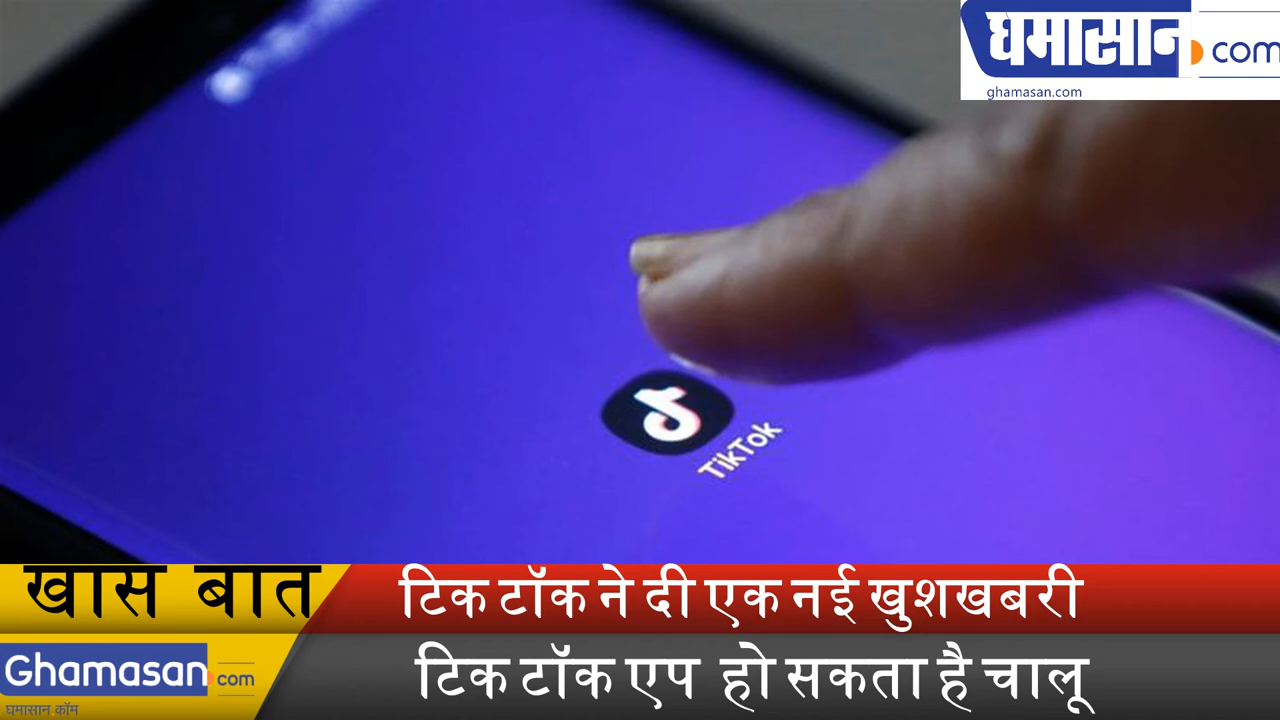 घमासान.com
ghamasan.com
TikTok
खास बात
टिक टॉक ने दी एक नई खुशखबरी
Ghamasan.com
टिक टॉक एप हो सकता है चालू
घमासान.कॉम